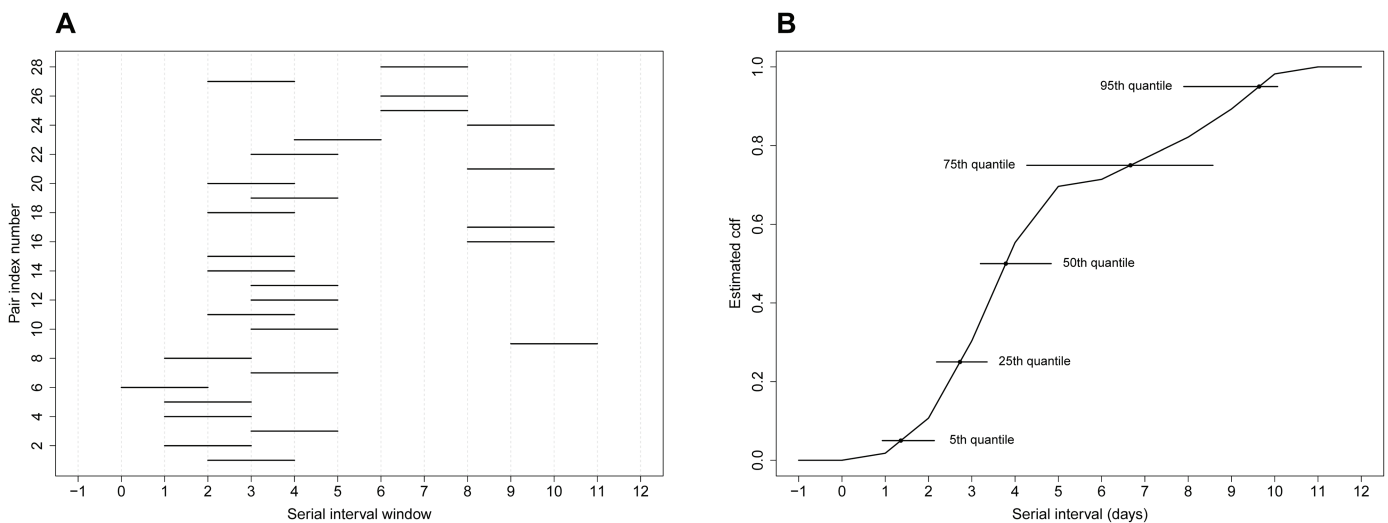 A
Pair index number
28
26
24
22
20
18
16
14
12
10
8
6
4
2
−1 0 1 2 3 4 5 6 7 8 9 10 11 12
Serial interval window
B
Estimated cdf
1.0
0.8
0.6
0.4
0.2
0.0
95th quantile
75th quantile
50th quantile
25th quantile
5th quantile
−1 0 1 2 3 4 5 6 7 8 9 10 11 12
Serial interval (days)